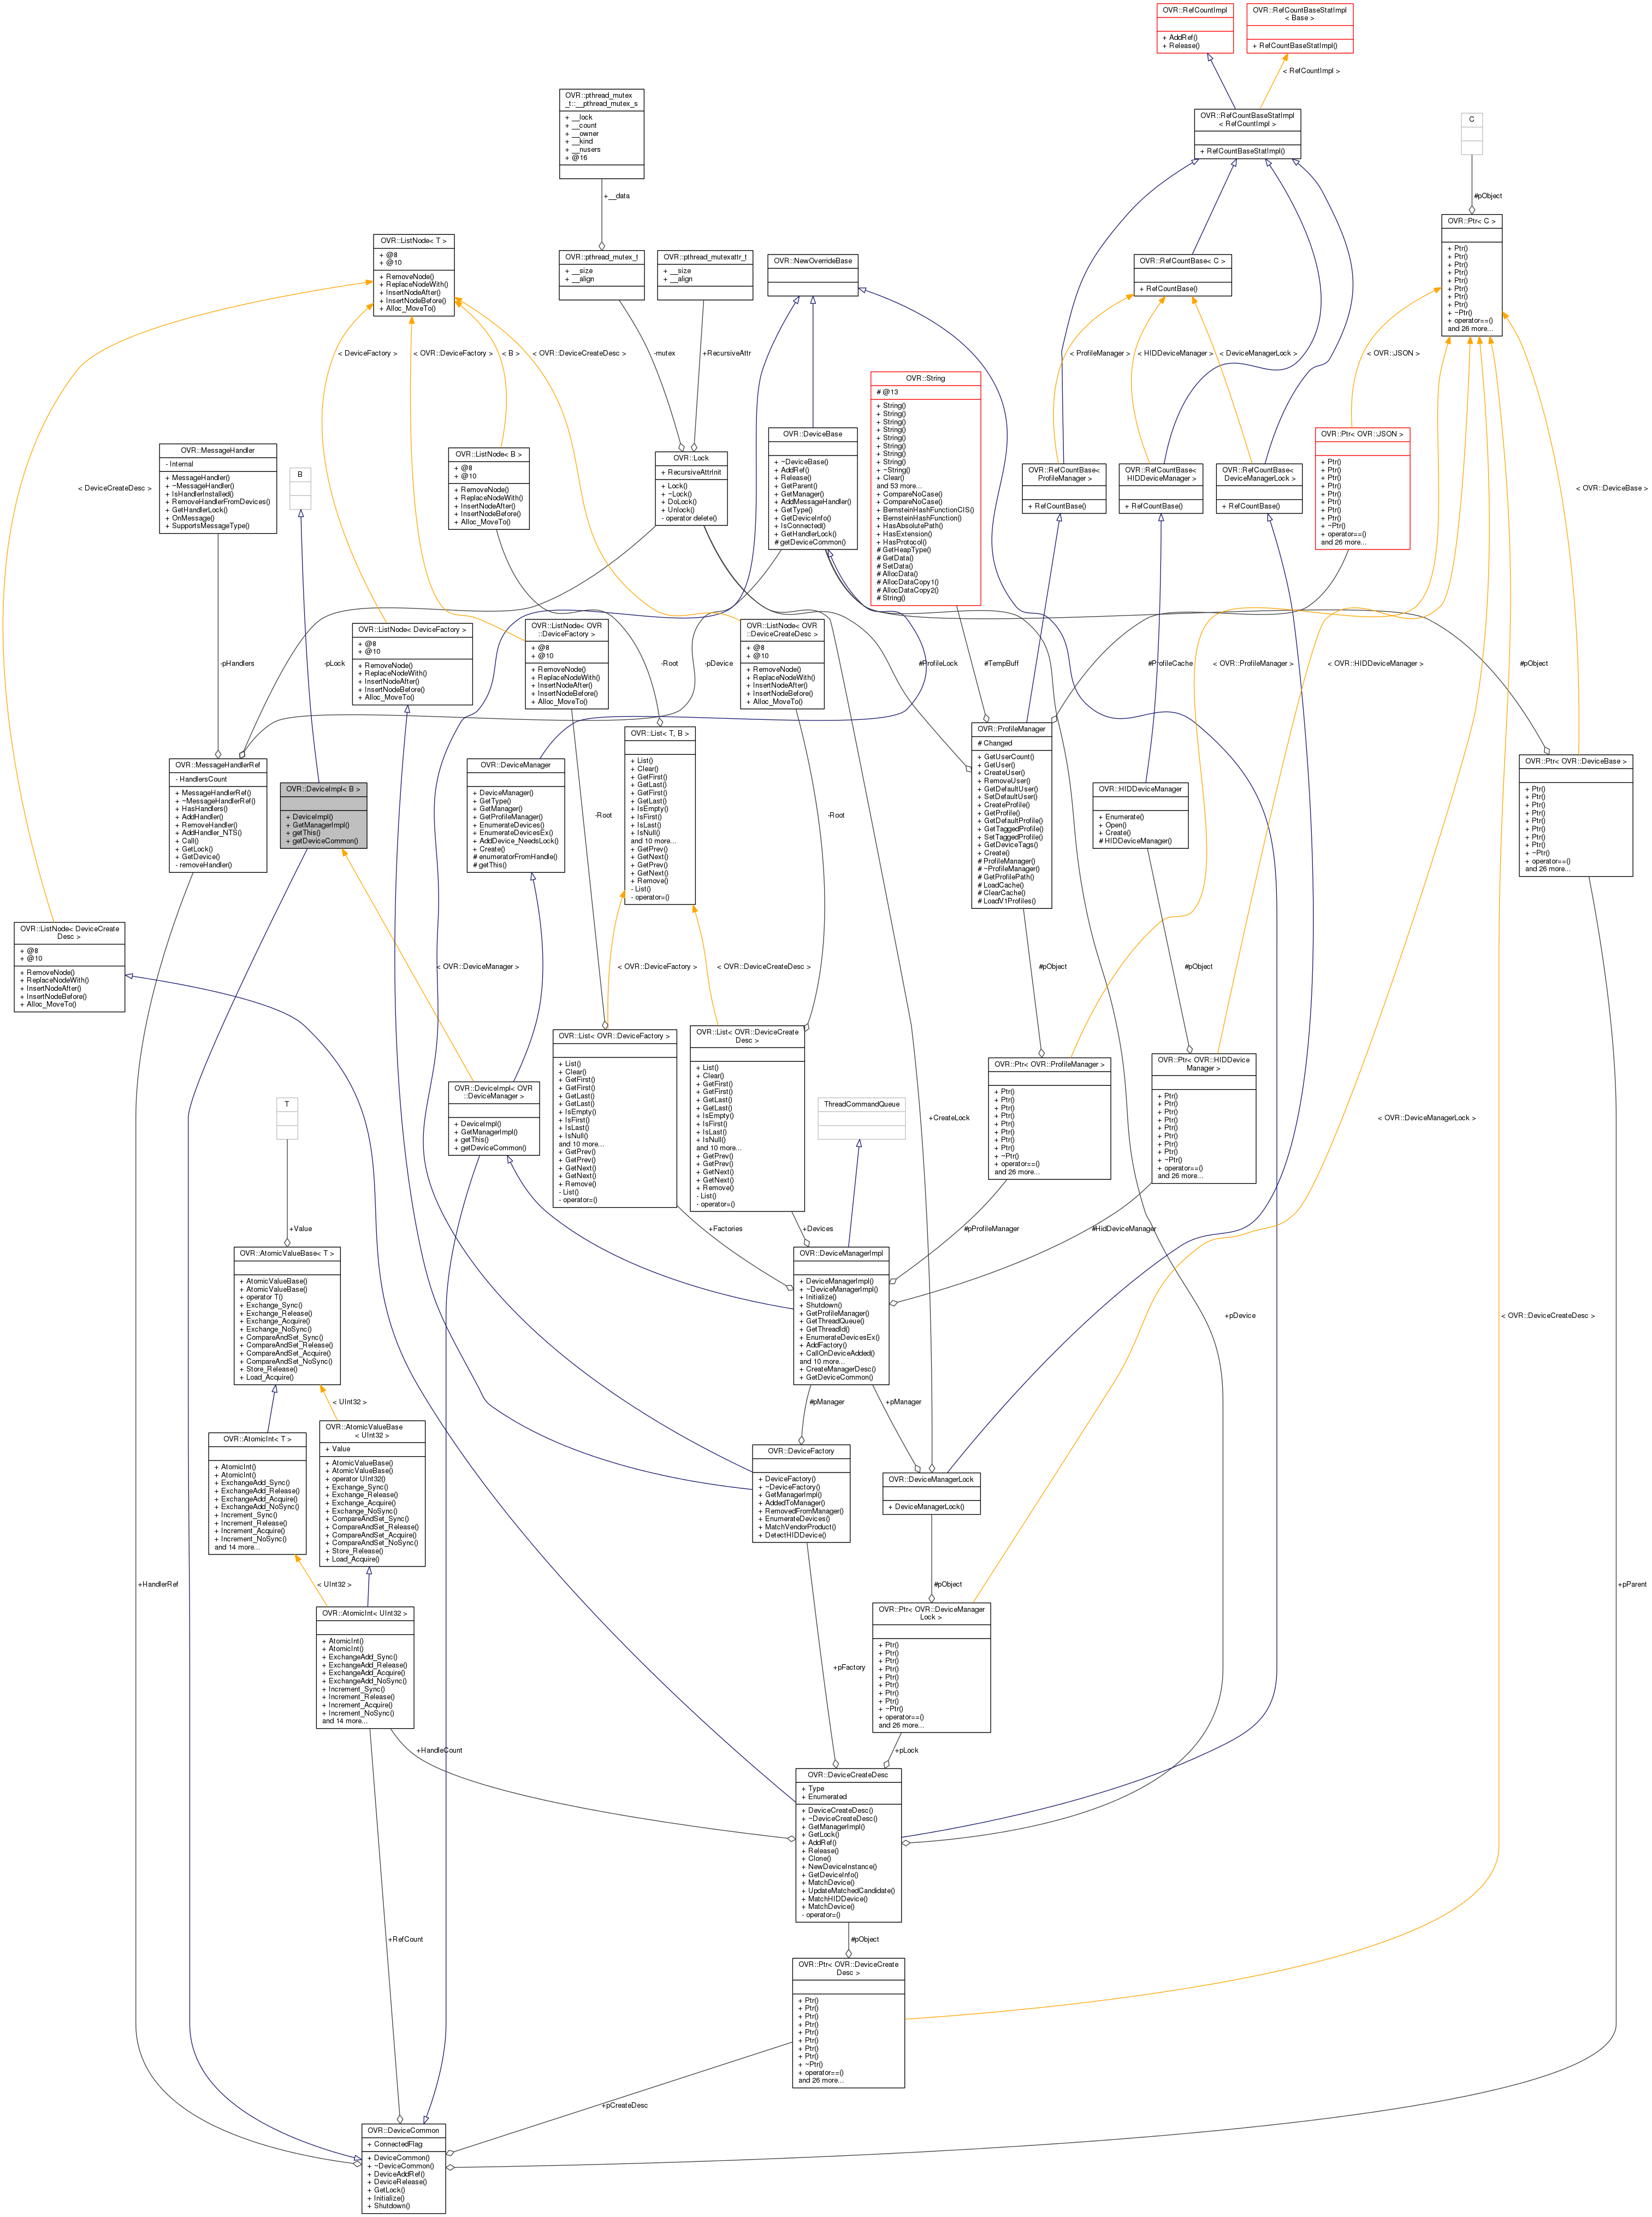 OVR::RefCountImpl
+ AddRef()
+ Release()
OVR::RefCountBaseStatImpl
< Base >
+ RefCountBaseStatImpl()
< RefCountImpl >
OVR::pthread_mutex
_t::__pthread_mutex_s
+ __lock
+ __count
+ __owner
+ __kind
+ __nusers
+ @16
OVR::RefCountBaseStatImpl
< RefCountImpl >
+ RefCountBaseStatImpl()
C
+__data
#pObject
OVR::ListNode< T >
+ @8
+ @10
+ RemoveNode()
+ ReplaceNodeWith()
+ InsertNodeAfter()
+ InsertNodeBefore()
+ Alloc_MoveTo()
OVR::pthread_mutex_t
+ __size
+ __align
OVR::pthread_mutexattr_t
+ __size
+ __align
OVR::NewOverrideBase
OVR::RefCountBase< C >
+ RefCountBase()
OVR::Ptr< C >
+ Ptr()
+ Ptr()
+ Ptr()
+ Ptr()
+ Ptr()
+ Ptr()
+ Ptr()
+ Ptr()
+ ~Ptr()
+ operator==()
and 26 more...
< DeviceFactory >
< OVR::DeviceFactory >
< B >
< OVR::DeviceCreateDesc >
-mutex
+RecursiveAttr
< ProfileManager >
< HIDDeviceManager >
< DeviceManagerLock >
< OVR::JSON >
OVR::String
# @13
+ String()
+ String()
+ String()
+ String()
+ String()
+ String()
+ String()
+ String()
+ ~String()
+ Clear()
and 53 more...
+ CompareNoCase()
+ CompareNoCase()
+ BernsteinHashFunctionCIS()
+ BernsteinHashFunction()
+ HasAbsolutePath()
+ HasExtension()
+ HasProtocol()
# GetHeapType()
# GetData()
# SetData()
# AllocData()
# AllocDataCopy1()
# AllocDataCopy2()
# String()
OVR::MessageHandler
- Internal
+ MessageHandler()
+ ~MessageHandler()
+ IsHandlerInstalled()
+ RemoveHandlerFromDevices()
+ GetHandlerLock()
+ OnMessage()
+ SupportsMessageType()
B
OVR::ListNode< B >
+ @8
+ @10
+ RemoveNode()
+ ReplaceNodeWith()
+ InsertNodeAfter()
+ InsertNodeBefore()
+ Alloc_MoveTo()
OVR::Lock
+ RecursiveAttrInit
+ Lock()
+ ~Lock()
+ DoLock()
+ Unlock()
- operator delete()
OVR::DeviceBase
+ ~DeviceBase()
+ AddRef()
+ Release()
+ GetParent()
+ GetManager()
+ AddMessageHandler()
+ GetType()
+ GetDeviceInfo()
+ IsConnected()
+ GetHandlerLock()
# getDeviceCommon()
OVR::RefCountBase<
ProfileManager >
+ RefCountBase()
OVR::RefCountBase<
HIDDeviceManager >
+ RefCountBase()
OVR::RefCountBase<
DeviceManagerLock >
+ RefCountBase()
OVR::Ptr< OVR::JSON >
+ Ptr()
+ Ptr()
+ Ptr()
+ Ptr()
+ Ptr()
+ Ptr()
+ Ptr()
+ Ptr()
+ ~Ptr()
+ operator==()
and 26 more...
< DeviceCreateDesc >
< OVR::DeviceBase >
-pHandlers
-pLock
OVR::ListNode< DeviceFactory >
+ @8
+ @10
+ RemoveNode()
+ ReplaceNodeWith()
+ InsertNodeAfter()
+ InsertNodeBefore()
+ Alloc_MoveTo()
OVR::ListNode< OVR
::DeviceFactory >
+ @8
+ @10
+ RemoveNode()
+ ReplaceNodeWith()
+ InsertNodeAfter()
+ InsertNodeBefore()
+ Alloc_MoveTo()
-Root
-pDevice
OVR::ListNode< OVR
::DeviceCreateDesc >
+ @8
+ @10
+ RemoveNode()
+ ReplaceNodeWith()
+ InsertNodeAfter()
+ InsertNodeBefore()
+ Alloc_MoveTo()
#ProfileLock
#TempBuff
#ProfileCache
< OVR::ProfileManager >
< OVR::HIDDeviceManager >
#pObject
OVR::MessageHandlerRef
- HandlersCount
+ MessageHandlerRef()
+ ~MessageHandlerRef()
+ HasHandlers()
+ AddHandler()
+ RemoveHandler()
+ AddHandler_NTS()
+ Call()
+ GetLock()
+ GetDevice()
- removeHandler()
OVR::DeviceImpl< B >
+ DeviceImpl()
+ GetManagerImpl()
+ getThis()
+ getDeviceCommon()
OVR::DeviceManager
+ DeviceManager()
+ GetType()
+ GetManager()
+ GetProfileManager()
+ EnumerateDevices()
+ EnumerateDevicesEx()
+ AddDevice_NeedsLock()
+ Create()
# enumeratorFromHandle()
# getThis()
-Root
OVR::List< T, B >
+ List()
+ Clear()
+ GetFirst()
+ GetLast()
+ GetFirst()
+ GetLast()
+ IsEmpty()
+ IsFirst()
+ IsLast()
+ IsNull()
and 10 more...
+ GetPrev()
+ GetNext()
+ GetPrev()
+ GetNext()
+ Remove()
- List()
- operator=()
-Root
OVR::ProfileManager
# Changed
+ GetUserCount()
+ GetUser()
+ CreateUser()
+ RemoveUser()
+ GetDefaultUser()
+ SetDefaultUser()
+ CreateProfile()
+ GetProfile()
+ GetDefaultProfile()
+ GetTaggedProfile()
+ SetTaggedProfile()
+ GetDeviceTags()
+ Create()
# ProfileManager()
# ~ProfileManager()
# GetProfilePath()
# LoadCache()
# ClearCache()
# LoadV1Profiles()
OVR::HIDDeviceManager
+ Enumerate()
+ Open()
+ Create()
# HIDDeviceManager()
OVR::Ptr< OVR::DeviceBase >
+ Ptr()
+ Ptr()
+ Ptr()
+ Ptr()
+ Ptr()
+ Ptr()
+ Ptr()
+ Ptr()
+ ~Ptr()
+ operator==()
and 26 more...
OVR::ListNode< DeviceCreate
Desc >
+ @8
+ @10
+ RemoveNode()
+ ReplaceNodeWith()
+ InsertNodeAfter()
+ InsertNodeBefore()
+ Alloc_MoveTo()
< OVR::DeviceManager >
< OVR::DeviceFactory >
< OVR::DeviceCreateDesc >
#pObject
#pObject
OVR::DeviceImpl< OVR
::DeviceManager >
+ DeviceImpl()
+ GetManagerImpl()
+ getThis()
+ getDeviceCommon()
OVR::List< OVR::DeviceFactory >
+ List()
+ Clear()
+ GetFirst()
+ GetFirst()
+ GetLast()
+ GetLast()
+ IsEmpty()
+ IsFirst()
+ IsLast()
+ IsNull()
and 10 more...
+ GetPrev()
+ GetPrev()
+ GetNext()
+ GetNext()
+ Remove()
- List()
- operator=()
OVR::List< OVR::DeviceCreate
Desc >
+ List()
+ Clear()
+ GetFirst()
+ GetFirst()
+ GetLast()
+ GetLast()
+ IsEmpty()
+ IsFirst()
+ IsLast()
+ IsNull()
and 10 more...
+ GetPrev()
+ GetPrev()
+ GetNext()
+ GetNext()
+ Remove()
- List()
- operator=()
ThreadCommandQueue
+CreateLock
OVR::Ptr< OVR::ProfileManager >
+ Ptr()
+ Ptr()
+ Ptr()
+ Ptr()
+ Ptr()
+ Ptr()
+ Ptr()
+ Ptr()
+ ~Ptr()
+ operator==()
and 26 more...
OVR::Ptr< OVR::HIDDevice
Manager >
+ Ptr()
+ Ptr()
+ Ptr()
+ Ptr()
+ Ptr()
+ Ptr()
+ Ptr()
+ Ptr()
+ ~Ptr()
+ operator==()
and 26 more...
< OVR::DeviceManagerLock >
T
+Value
+Factories
+Devices
#pProfileManager
#HidDeviceManager
OVR::AtomicValueBase< T >
+ AtomicValueBase()
+ AtomicValueBase()
+ operator T()
+ Exchange_Sync()
+ Exchange_Release()
+ Exchange_Acquire()
+ Exchange_NoSync()
+ CompareAndSet_Sync()
+ CompareAndSet_Release()
+ CompareAndSet_Acquire()
+ CompareAndSet_NoSync()
+ Store_Release()
+ Load_Acquire()
OVR::DeviceManagerImpl
+ DeviceManagerImpl()
+ ~DeviceManagerImpl()
+ Initialize()
+ Shutdown()
+ GetProfileManager()
+ GetThreadQueue()
+ GetThreadId()
+ EnumerateDevicesEx()
+ AddFactory()
+ CallOnDeviceAdded()
and 10 more...
+ CreateManagerDesc()
+ GetDeviceCommon()
+pDevice
< OVR::DeviceCreateDesc >
< UInt32 >
#pManager
+pManager
OVR::AtomicInt< T >
+ AtomicInt()
+ AtomicInt()
+ ExchangeAdd_Sync()
+ ExchangeAdd_Release()
+ ExchangeAdd_Acquire()
+ ExchangeAdd_NoSync()
+ Increment_Sync()
+ Increment_Release()
+ Increment_Acquire()
+ Increment_NoSync()
and 14 more...
OVR::AtomicValueBase
< UInt32 >
+ Value
+ AtomicValueBase()
+ AtomicValueBase()
+ operator UInt32()
+ Exchange_Sync()
+ Exchange_Release()
+ Exchange_Acquire()
+ Exchange_NoSync()
+ CompareAndSet_Sync()
+ CompareAndSet_Release()
+ CompareAndSet_Acquire()
+ CompareAndSet_NoSync()
+ Store_Release()
+ Load_Acquire()
OVR::DeviceFactory
+ DeviceFactory()
+ ~DeviceFactory()
+ GetManagerImpl()
+ AddedToManager()
+ RemovedFromManager()
+ EnumerateDevices()
+ MatchVendorProduct()
+ DetectHIDDevice()
OVR::DeviceManagerLock
+ DeviceManagerLock()
+HandlerRef
< UInt32 >
#pObject
+pParent
OVR::AtomicInt< UInt32 >
+ AtomicInt()
+ AtomicInt()
+ ExchangeAdd_Sync()
+ ExchangeAdd_Release()
+ ExchangeAdd_Acquire()
+ ExchangeAdd_NoSync()
+ Increment_Sync()
+ Increment_Release()
+ Increment_Acquire()
+ Increment_NoSync()
and 14 more...
+pFactory
OVR::Ptr< OVR::DeviceManager
Lock >
+ Ptr()
+ Ptr()
+ Ptr()
+ Ptr()
+ Ptr()
+ Ptr()
+ Ptr()
+ Ptr()
+ ~Ptr()
+ operator==()
and 26 more...
+HandleCount
+pLock
OVR::DeviceCreateDesc
+ Type
+ Enumerated
+ DeviceCreateDesc()
+ ~DeviceCreateDesc()
+ GetManagerImpl()
+ GetLock()
+ AddRef()
+ Release()
+ Clone()
+ NewDeviceInstance()
+ GetDeviceInfo()
+ MatchDevice()
+ UpdateMatchedCandidate()
+ MatchHIDDevice()
+ MatchDevice()
- operator=()
+RefCount
#pObject
OVR::Ptr< OVR::DeviceCreate
Desc >
+ Ptr()
+ Ptr()
+ Ptr()
+ Ptr()
+ Ptr()
+ Ptr()
+ Ptr()
+ Ptr()
+ ~Ptr()
+ operator==()
and 26 more...
+pCreateDesc
OVR::DeviceCommon
+ ConnectedFlag
+ DeviceCommon()
+ ~DeviceCommon()
+ DeviceAddRef()
+ DeviceRelease()
+ GetLock()
+ Initialize()
+ Shutdown()